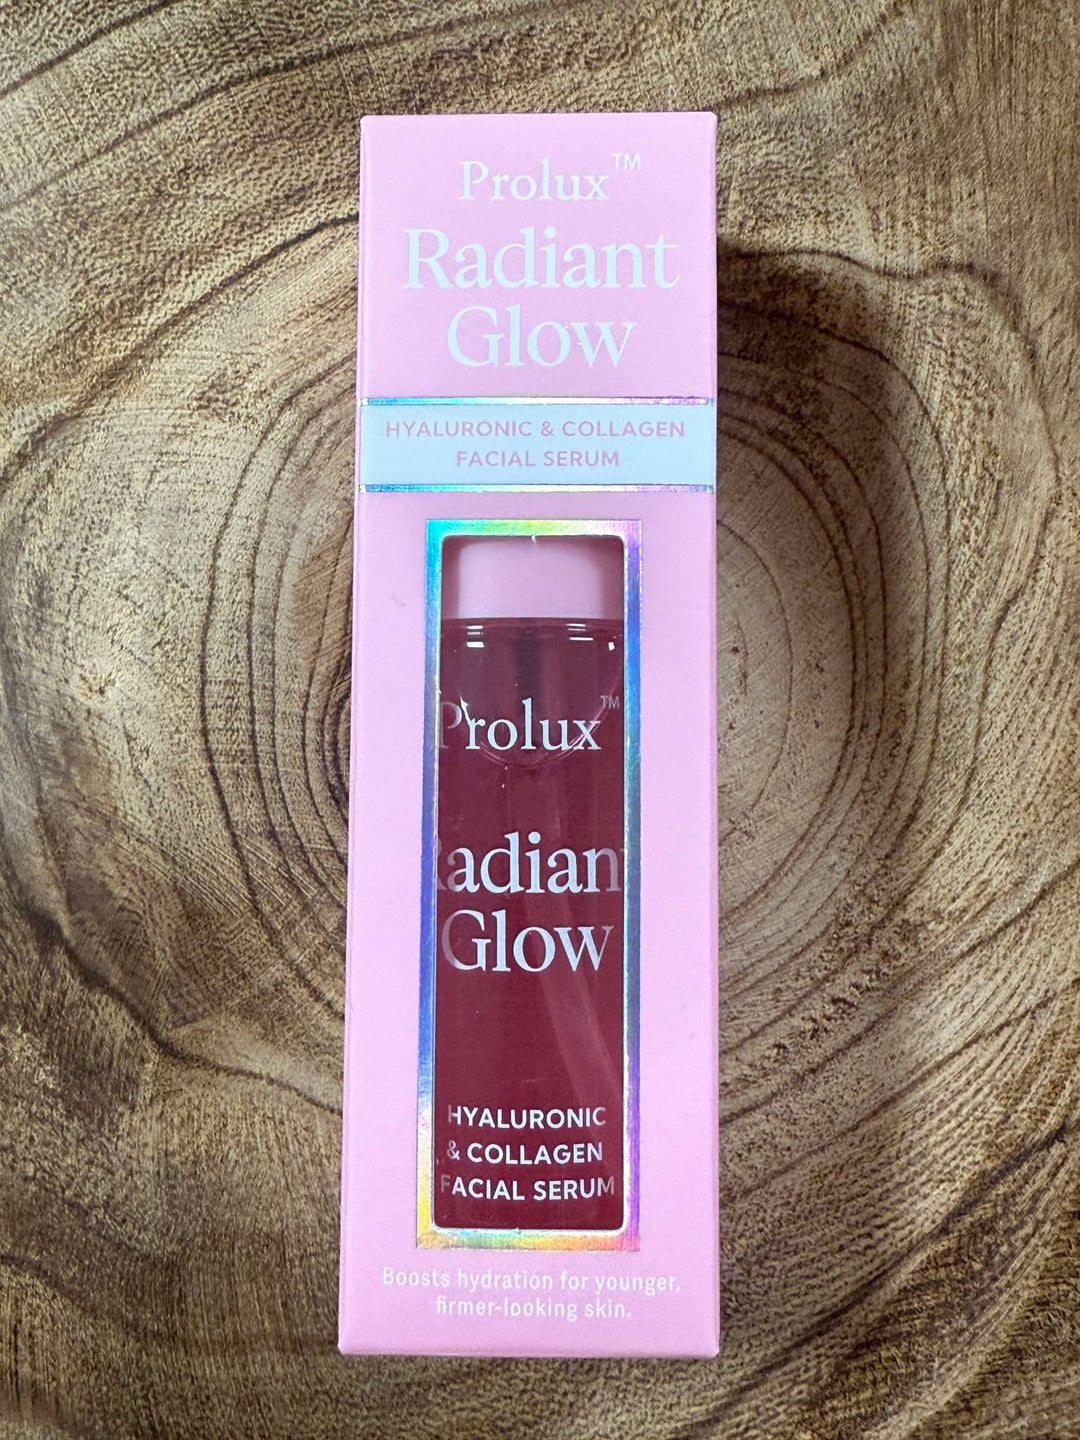 Prolux™
Radiant
Glow
HYALURONIC & COLLAGEN
FACIAL SERUM
Prolux™
Radian
Glow
HYALURONIC
& COLLAGEN
FACIAL SERUM
Boosts hydration for younger,
firmer-looking skin.